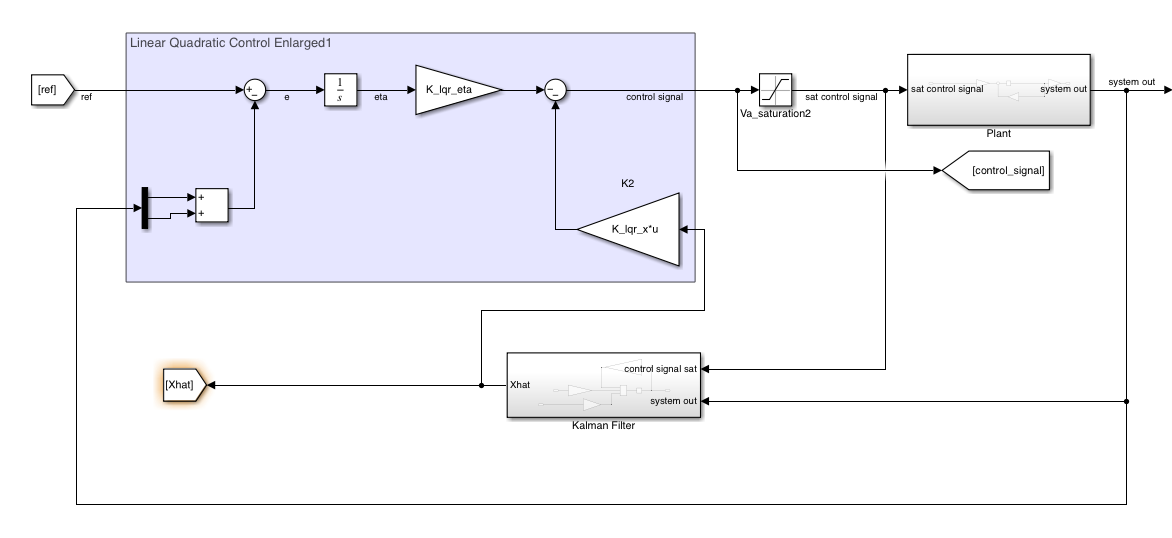 Linear Quadratic Control Enlarged1
[ref]
ref
+
−
e
1
s
eta
K_lqr_eta
−
−
control signal
Va_saturation2
sat control signal
sat control signal
system out
Plant
system out
[control_signal]
+
+
K2
K_lqr_x*u
[Xhat]
Xhat
control signal sat
system out
Kalman Filter